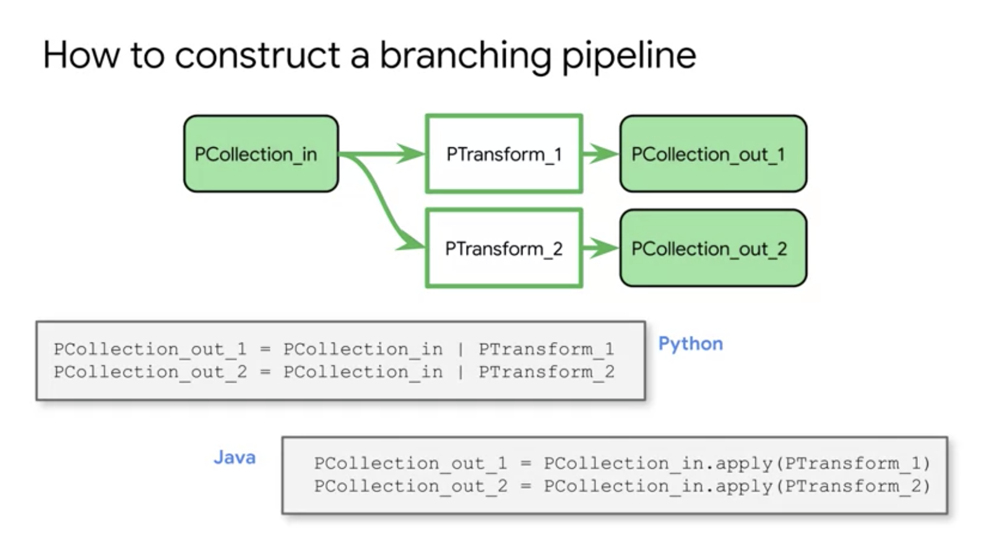 How to construct a branching pipeline
PCollection_in
PTransform_1
PCollection_out_1
PTransform_2
PCollection_out_2
PCollection_out_1 = PCollection_in | PTransform_1
PCollection_out_2 = PCollection_in | PTransform_2
Python
Java
PCollection_out_1 = PCollection_in.apply(PTransform_1)
PCollection_out_2 = PCollection_in.apply(PTransform_2)